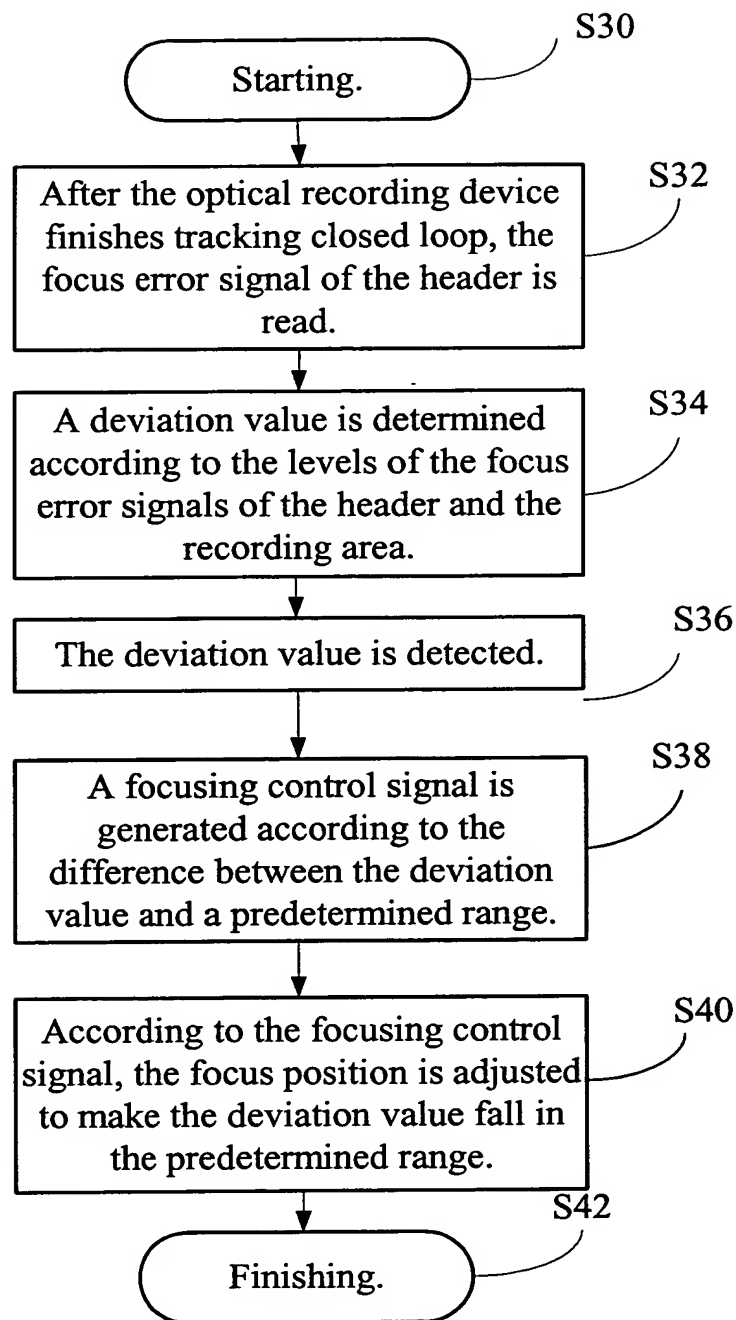 S30
Starting.
S32
After the optical recording device
finishes tracking closed loop, the
focus error signal of the header is
read.
S34
A deviation value is determined
according to the levels of the focus
error signals of the header and the
recording area.
S36
The deviation value is detected.
S38
A focusing control signal is
generated according to the
difference between the deviation
value and a predetermined range.
S40
According to the focusing control
signal, the focus position is adjusted
to make the deviation value fall in
the predetermined range.
S42
Finishing.